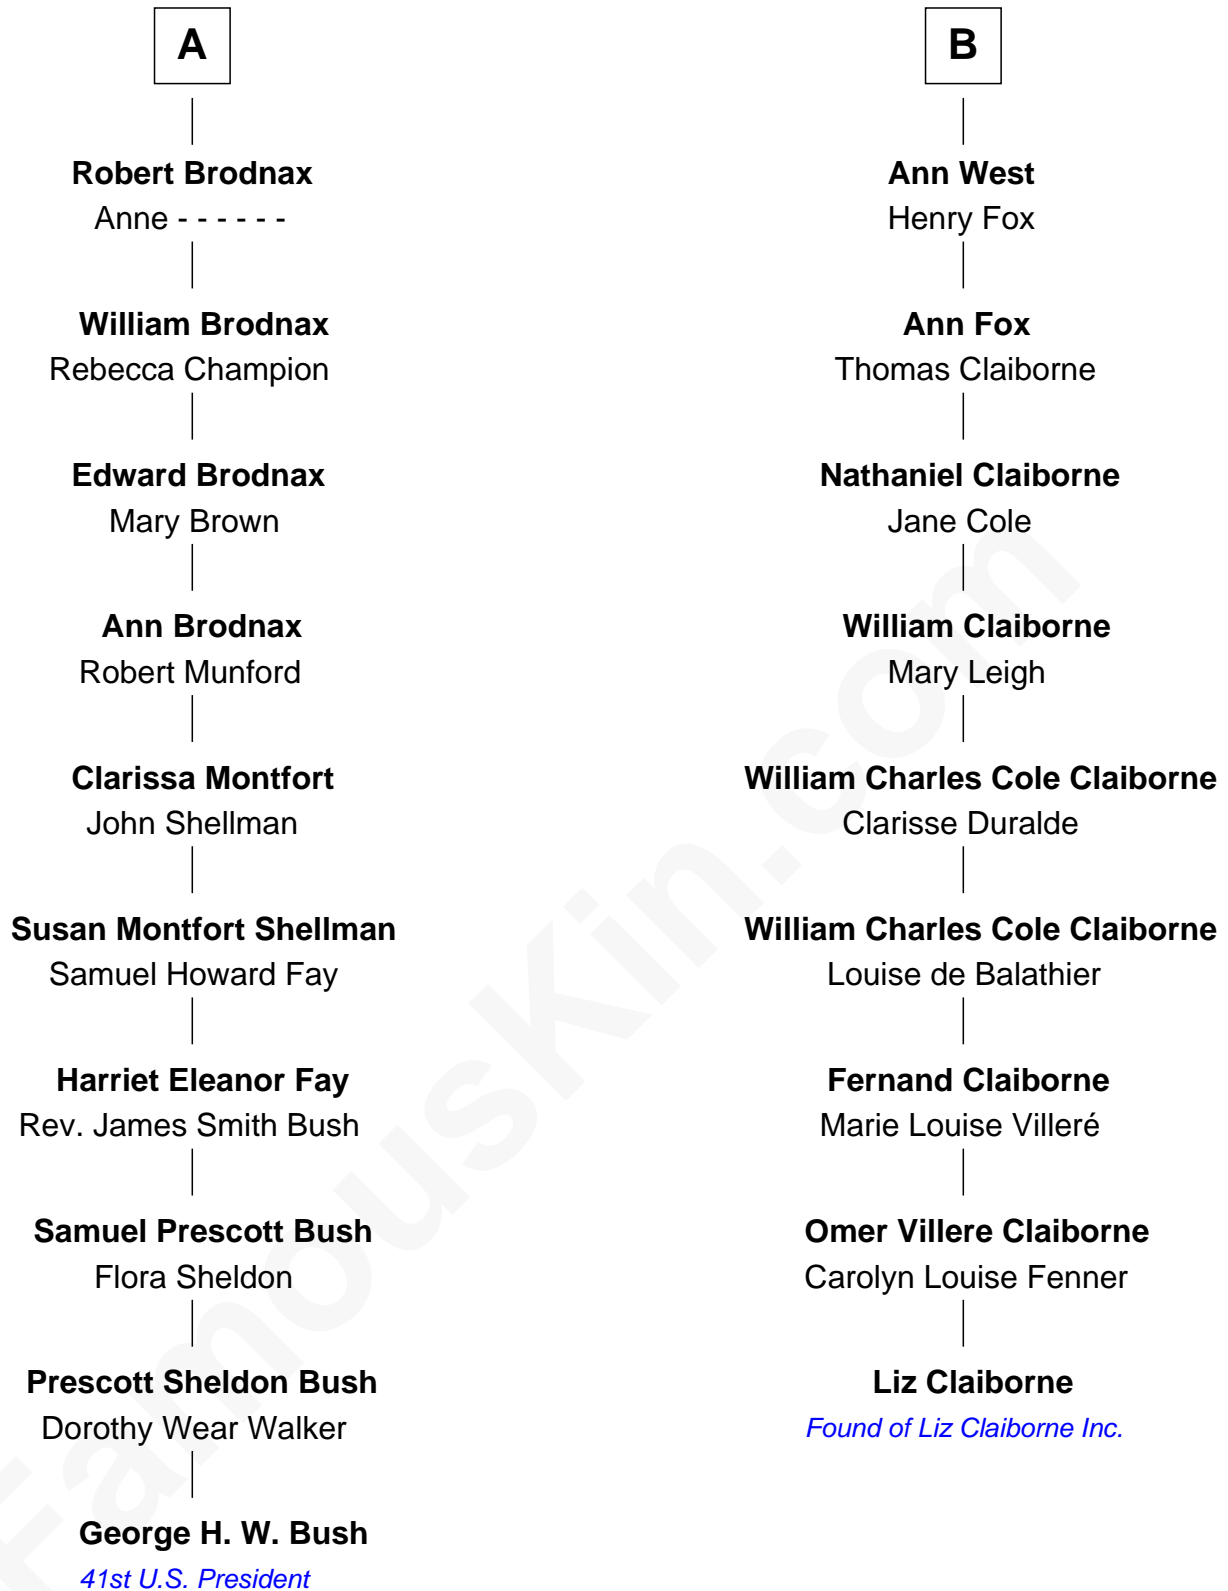 A
Robert Brodnax
Anne - - - - - -
William Brodnax
Rebecca Champion
Edward Brodnax
Mary Brown
Ann Brodnax
Robert Munford
Clarissa Montfort
John Shellman
Susan Montfort Shellman
Samuel Howard Fay
Harriet Eleanor Fay
Rev. James Smith Bush
Samuel Prescott Bush
Flora Sheldon
Prescott Sheldon Bush
Dorothy Wear Walker
George H. W. Bush
41st U.S. President
B
Ann West
Henry Fox
Ann Fox
Thomas Claiborne
Nathaniel Claiborne
Jane Cole
William Claiborne
Mary Leigh
William Charles Cole Claiborne
Clarisse Duralde
William Charles Cole Claiborne
Louise de Balathier
Fernand Claiborne
Marie Louise Villeré
Omer Villere Claiborne
Carolyn Louise Fenner
Liz Claiborne
Found of Liz Claiborne Inc.
FamousKin.com